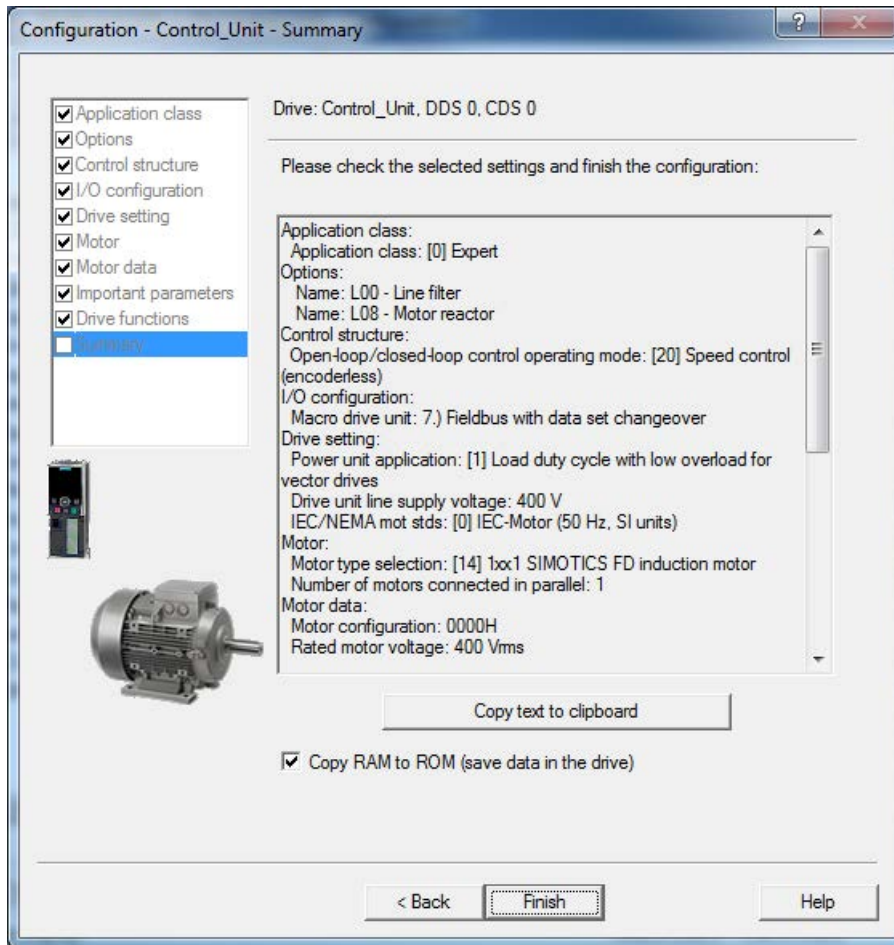 Configuration - Control_Unit - Summary
?
Application class
Options
Control structure
I/O configuration
Drive setting
Motor
Motor data
Important parameters
Drive functions
Summary
Drive: Control_Unit, DDS 0, CDS 0
Please check the selected settings and finish the configuration:
Application class:
Application class: [0] Expert
Options:
Name: L00 - Line filter
Name: L08 - Motor reactor
Control structure:
Open-loop/closed-loop control operating mode: [20] Speed control
(encoderless)
I/O configuration:
Macro drive unit: 7.) Fieldbus with data set changeover
Drive setting:
Power unit application: [1] Load duty cycle with low overload for
vector drives
Drive unit line supply voltage: 400 V
IEC/NEMA mot stds: [0] IEC-Motor (50 Hz, SI units)
Motor:
Motor type selection: [14] 1xx1 SIMOTICS FD induction motor
Number of motors connected in parallel: 1
Motor data:
Motor configuration: 0000H
Rated motor voltage: 400 Vrms
Copy text to clipboard
Copy RAM to ROM (save data in the drive)
< Back
Finish
Help